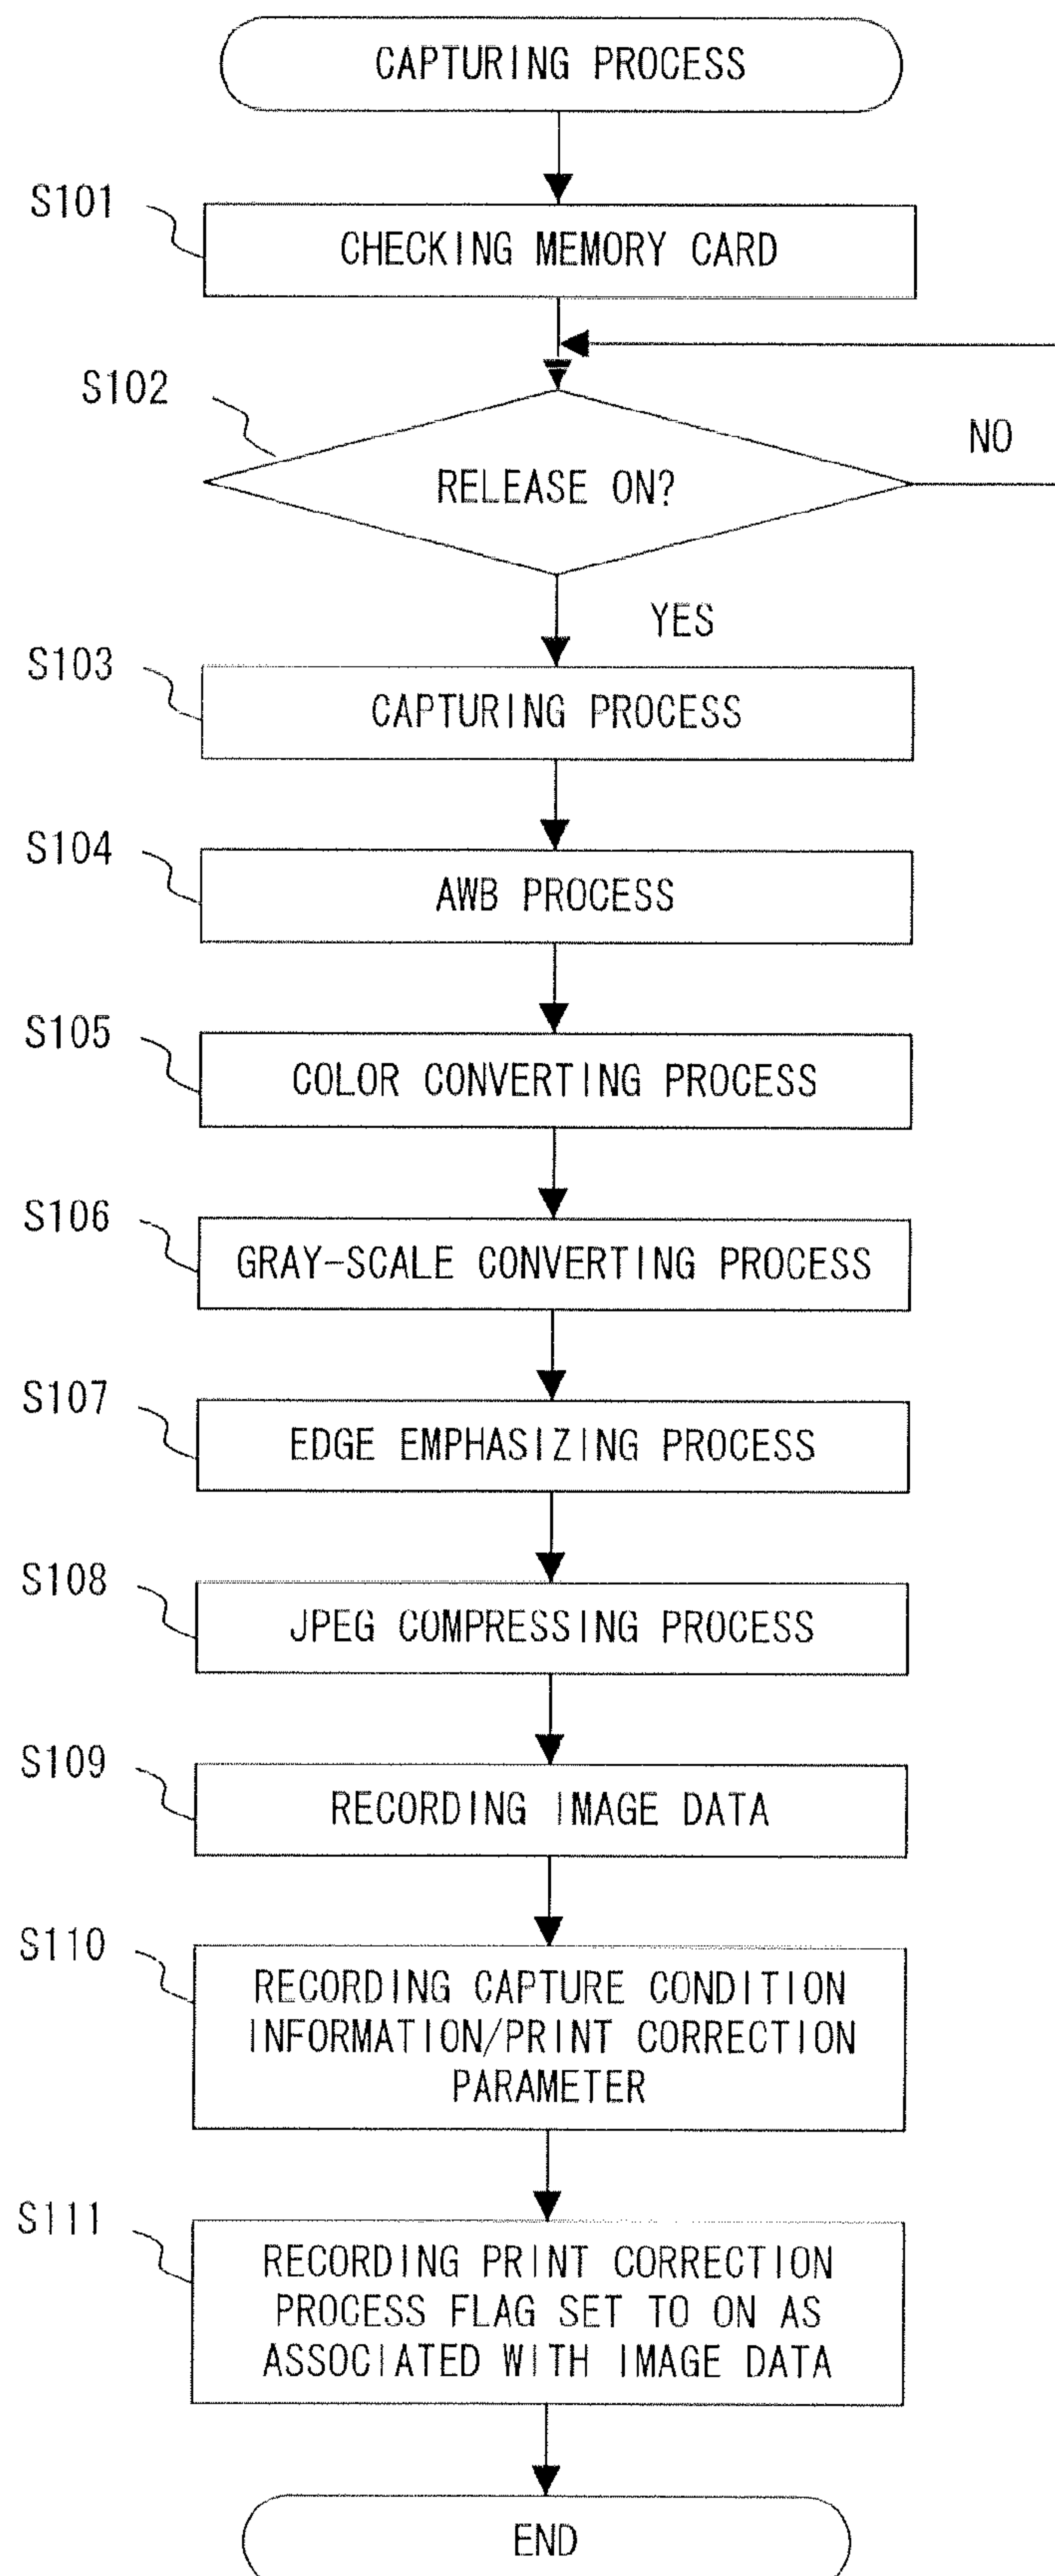 CAPTURING PROCESS
S101
CHECKING MEMORY CARD
S102
RELEASE ON?
NO
YES
S103
CAPTURING PROCESS
S104
AWB PROCESS
S105
COLOR CONVERTING PROCESS
S106
GRAY-SCALE CONVERTING PROCESS
S107
EDGE EMPHASIZING PROCESS
S108
JPEG COMPRESSING PROCESS
S109
RECORDING IMAGE DATA
S110
RECORDING CAPTURE CONDITION
INFORMATION/PRINT CORRECTION
PARAMETER
S111
RECORDING PRINT CORRECTION
PROCESS FLAG SET TO ON AS
ASSOCIATED WITH IMAGE DATA
END